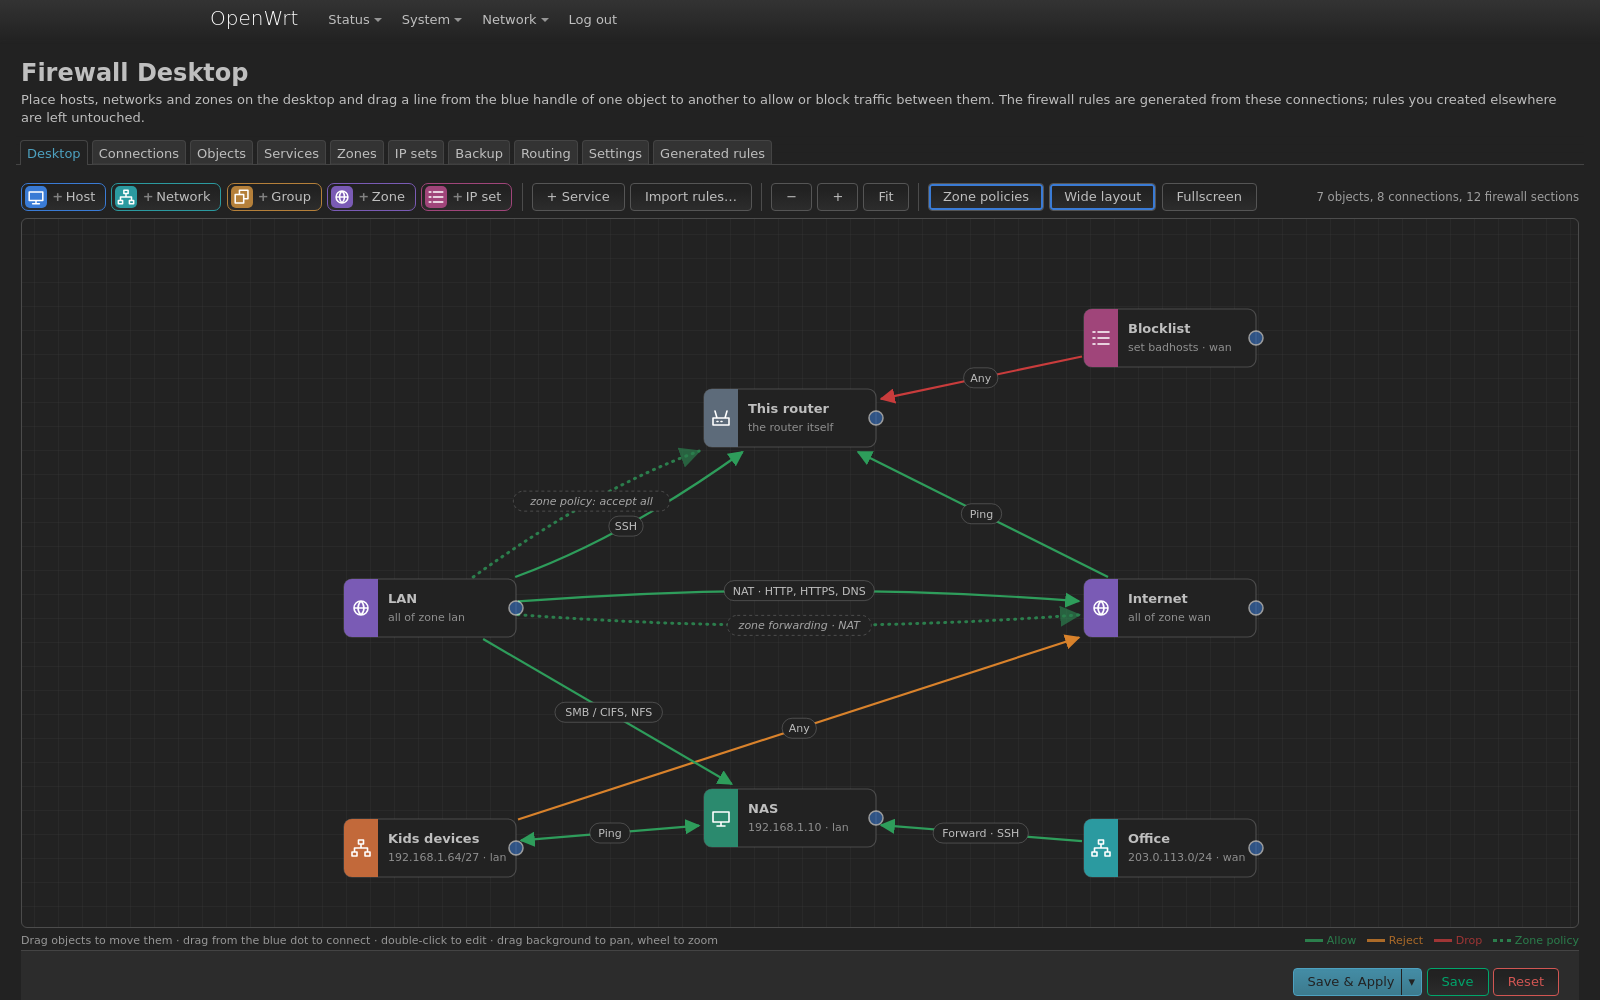 OpenWrt Status System Network Log out
Firewall Desktop
Place hosts, networks and zones on the desktop and drag a line from the blue handle of one object to another to allow or block traffic between them. The firewall rules are generated from these connections; rules you created elsewhere
are left untouched.
Desktop Connections Objects Services Zones IP sets Backup Routing Settings Generated rules
+ Host + Network + Group + Zone + IP set + Service Import rules... − + Fit Zone policies Wide layout Fullscreen 7 objects, 8 connections, 12 firewall sections
Blocklist
set badhosts · wan
Any
This router
the router itself
zone policy: accept all
SSH
Ping
LAN
all of zone lan
NAT · HTTP, HTTPS, DNS
zone forwarding · NAT
Internet
all of zone wan
SMB / CIFS, NFS
Any
NAS
192.168.1.10 · lan
Kids devices
192.168.1.64/27 · lan
Ping
Forward · SSH
Office
203.0.113.0/24 · wan
Drag objects to move them · drag from the blue dot to connect · double-click to edit · drag background to pan, wheel to zoom
Allow Reject Drop Zone policy
Save & Apply ▾ Save Reset